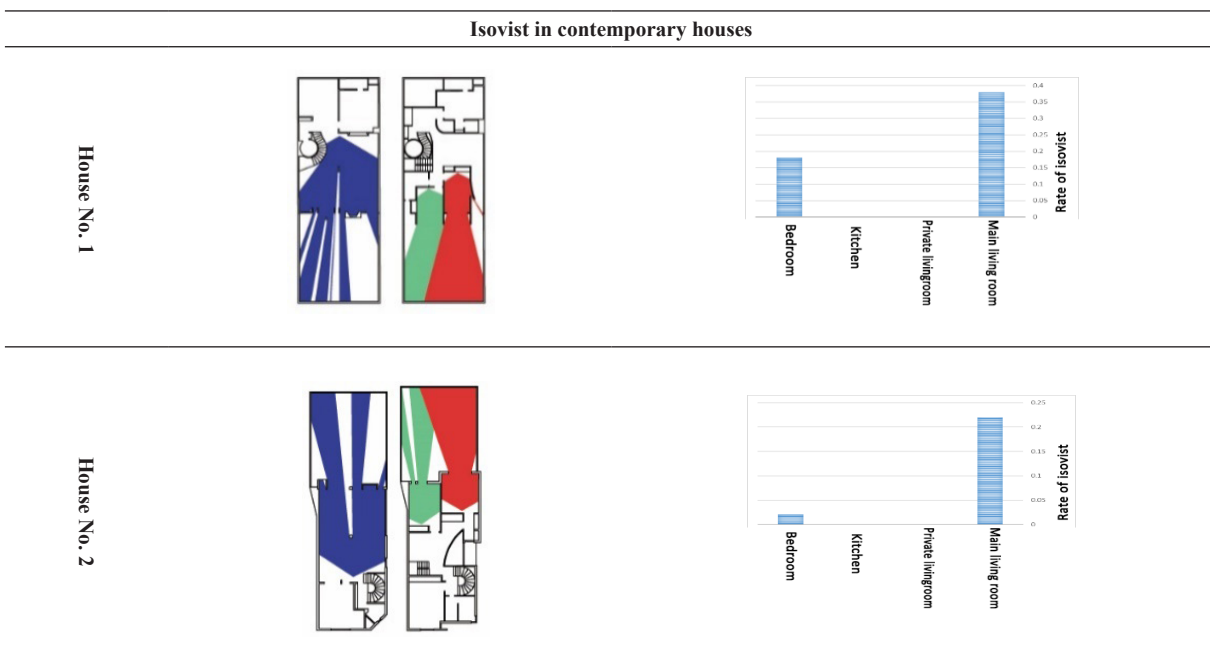 Isovist in contemporary houses
House No. 1
0.4
0.35
0.3
0.25
0.2
0.15
0.1
0.05
0
Rate of isovist
Bedroom
Kitchen
Private livingroom
Main living room
House No. 2
0.25
0.2
0.15
0.1
0.05
0
Rate of isovist
Bedroom
Kitchen
Private livingroom
Main living room